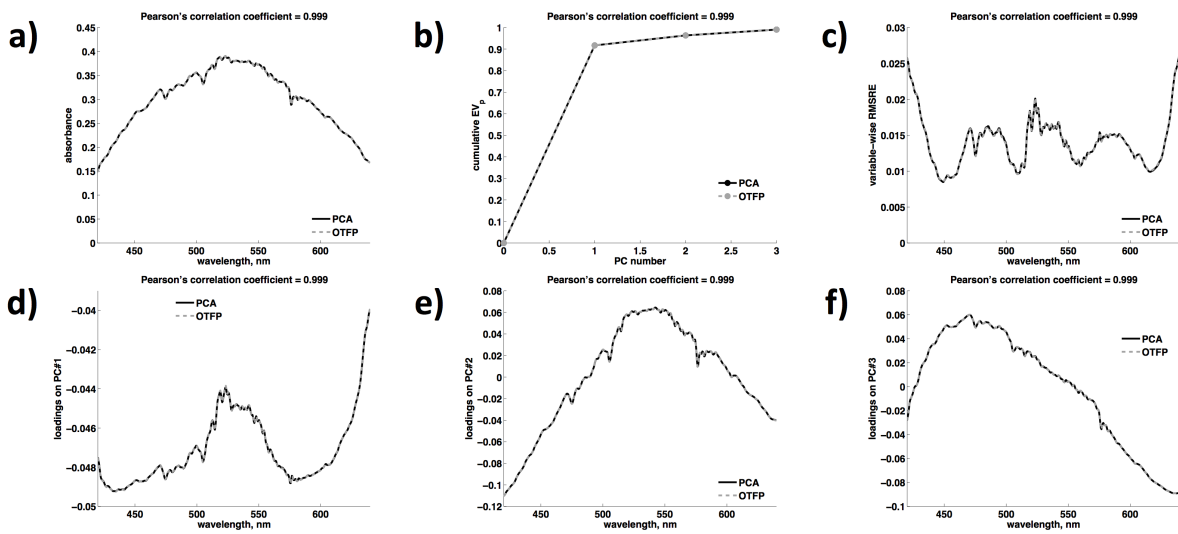 a)
Pearson's correlation coefficient = 0.999
absorbance
0.45
0.4
0.35
0.3
0.25
0.2
0.15
0.1
0.05
0
450
500
550
600
wavelength, nm
PCA
OTFP
b)
Pearson's correlation coefficient = 0.999
cumulative EVp
1
0.9
0.8
0.7
0.6
0.5
0.4
0.3
0.2
0.1
0
0
0.5
1
1.5
2
2.5
3
PC number
PCA
OTFP
c)
Pearson's correlation coefficient = 0.999
variable-wise RMSRE
0.03
0.025
0.02
0.015
0.01
0.005
0
450
500
550
600
wavelength, nm
PCA
OTFP
d)
Pearson's correlation coefficient = 0.999
loadings on PC#1
−0.04
−0.042
−0.044
−0.046
−0.048
−0.05
450
500
550
600
wavelength, nm
PCA
OTFP
e)
Pearson's correlation coefficient = 0.999
loadings on PC#2
0.08
0.06
0.04
0.02
0
−0.02
−0.04
−0.06
−0.08
−0.1
−0.12
450
500
550
600
wavelength, nm
PCA
OTFP
f)
Pearson's correlation coefficient = 0.999
loadings on PC#3
0.08
0.06
0.04
0.02
0
−0.02
−0.04
−0.06
−0.08
−0.1
450
500
550
600
wavelength, nm
PCA
OTFP